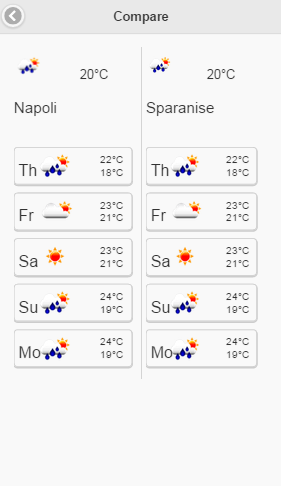 Compare
20°C
Napoli
Th 22°C
18°C
Fr 23°C
21°C
Sa 23°C
21°C
Su 24°C
19°C
Mo 24°C
19°C
20°C
Sparanise
Th 22°C
18°C
Fr 23°C
21°C
Sa 23°C
21°C
Su 24°C
19°C
Mo 24°C
19°C